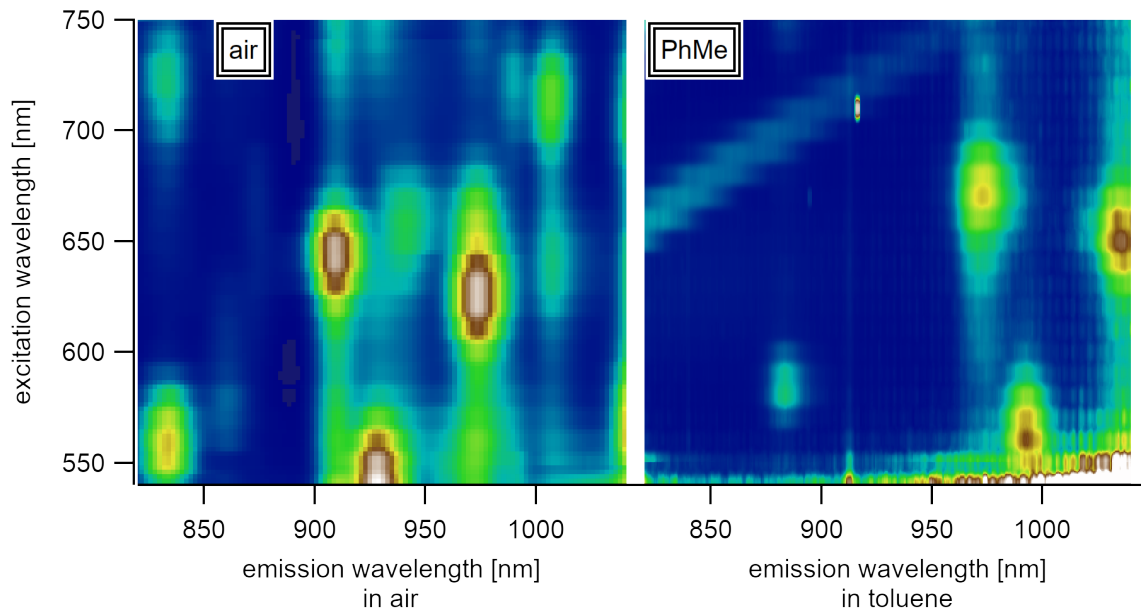 air
PhMe
750
700
650
600
550
excitation wavelength [nm]
850 900 950 1000
850 900 950 1000
emission wavelength [nm]
in air
emission wavelength [nm]
in toluene